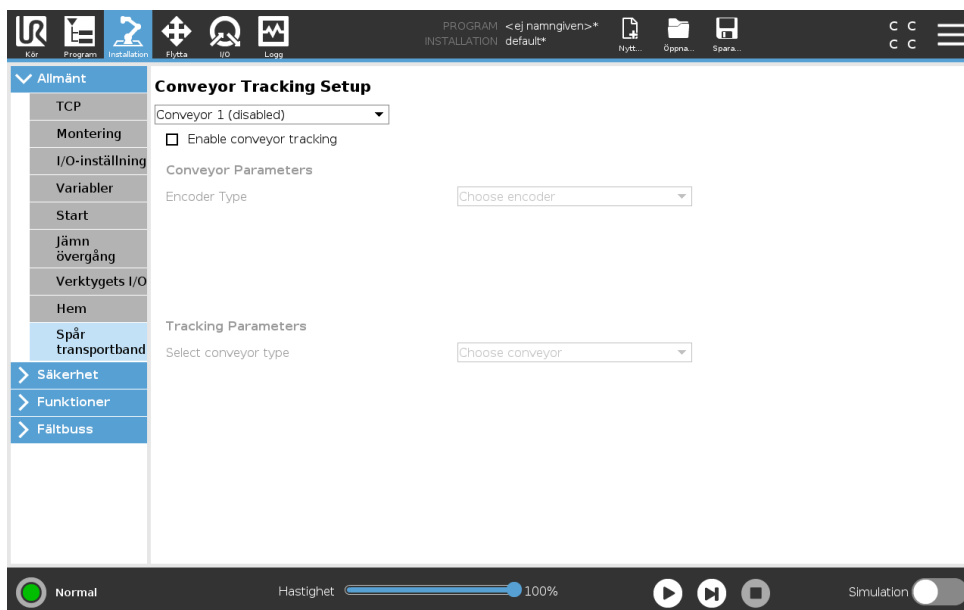 UR
PROGRAM <ej namngiven>*
INSTALLATION default*
C C
C C
Kör Program Installation Flytta I/O Logg Nytt... Öppna... Spara...
Allmänt
TCP
Montering
I/O-inställning
Variabler
Start
Jämn
övergång
Verktygets I/O
Hem
Spår
transportband
Säkerhet
Funktioner
Fältbuss
Conveyor Tracking Setup
Conveyor 1 (disabled)
Enable conveyor tracking
Conveyor Parameters
Encoder Type Choose encoder
Tracking Parameters
Select conveyor type Choose conveyor
Normal Hastighet 100% Simulation